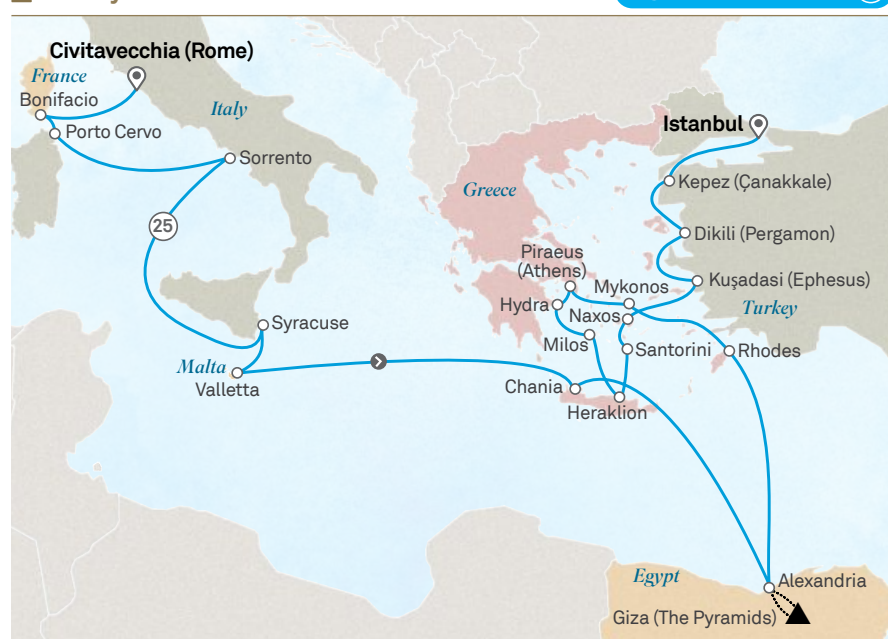 Civitavecchia (Rome)
France
Bonifacio
Porto Cervo
Italy
Sorrento
25
Istanbul
Kepez (Çanakkale)
Greece
Dikili (Pergamon)
Piraeus
(Athens)
Mykonos
Kuşadasi (Ephesus)
Hydra
Naxos
Turkey
Syracuse
Milos
Santorini
Rhodes
Malta
Valletta
Chania
Heraklion
Egypt
Alexandria
Giza (The Pyramids)